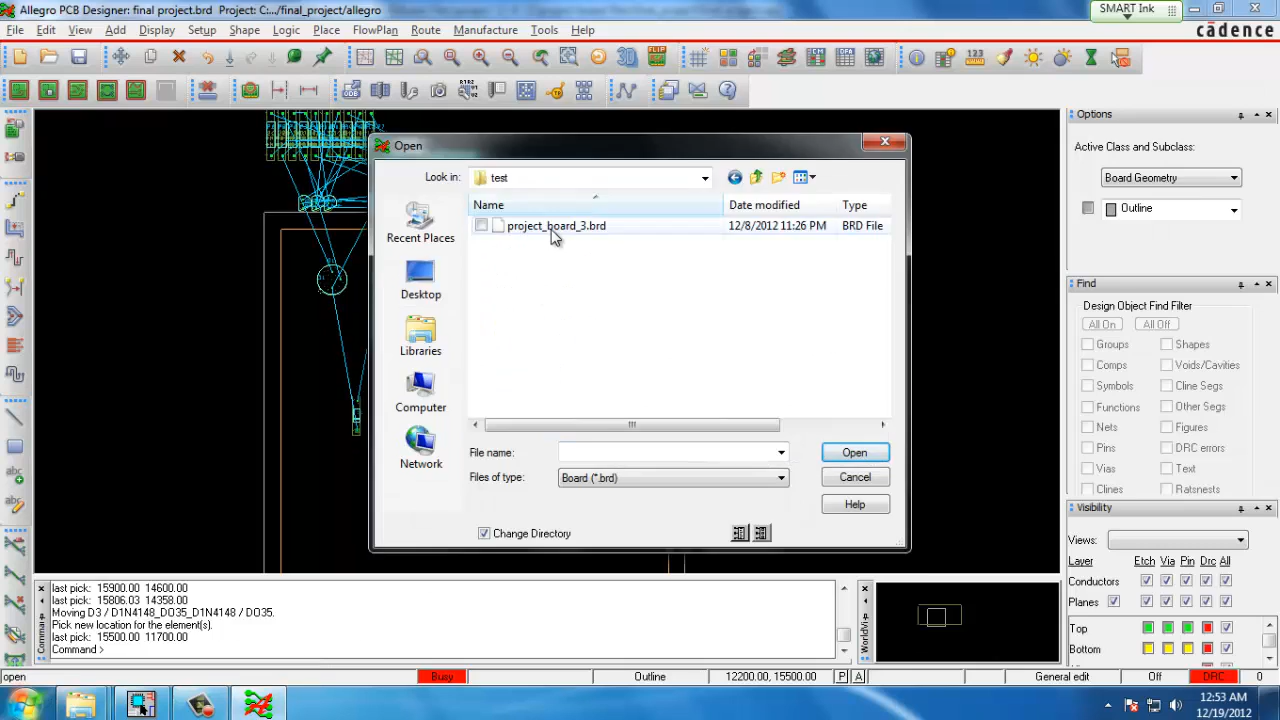 Allegro PCB Designer: final project.brd  Project: C:.../final_project/allegro
SMART Ink
File Edit View Add Display Setup Shape Logic Place FlowPlan Route Manufacture Tools Help
cādence
Open
Look in: test
Name Date modified Type
project_board_3.brd 12/8/2012 11:26 PM BRD File
Recent Places
Desktop
Libraries
Computer
Network
File name: Open
Files of type: Board (*.brd) Cancel
Help
Change Directory
Options
Active Class and Subclass:
Board Geometry
Outline
Find
Design Object Find Filter
All On All Off
Groups Shapes
Comps Voids/Cavities
Symbols Cline Segs
Functions Other Segs
Nets Figures
Pins DRC errors
Vias Text
Clines Ratsnests
Visibility
Views:
Layer Etch Via Pin Drc All
Conductors
Planes
Top
Bottom
last pick: 15900.00 14600.00
last pick: 15806.03 14358.00
Moving D3 / D1N4148_DO35_D1N4148 / DO35.
Pick new location for the element(s).
last pick: 15500.00 11700.00
Command >
WorldVi
open Busy Outline 12200.00, 15500.00 P A General edit Off DRC 0
12:53 AM
12/19/2012